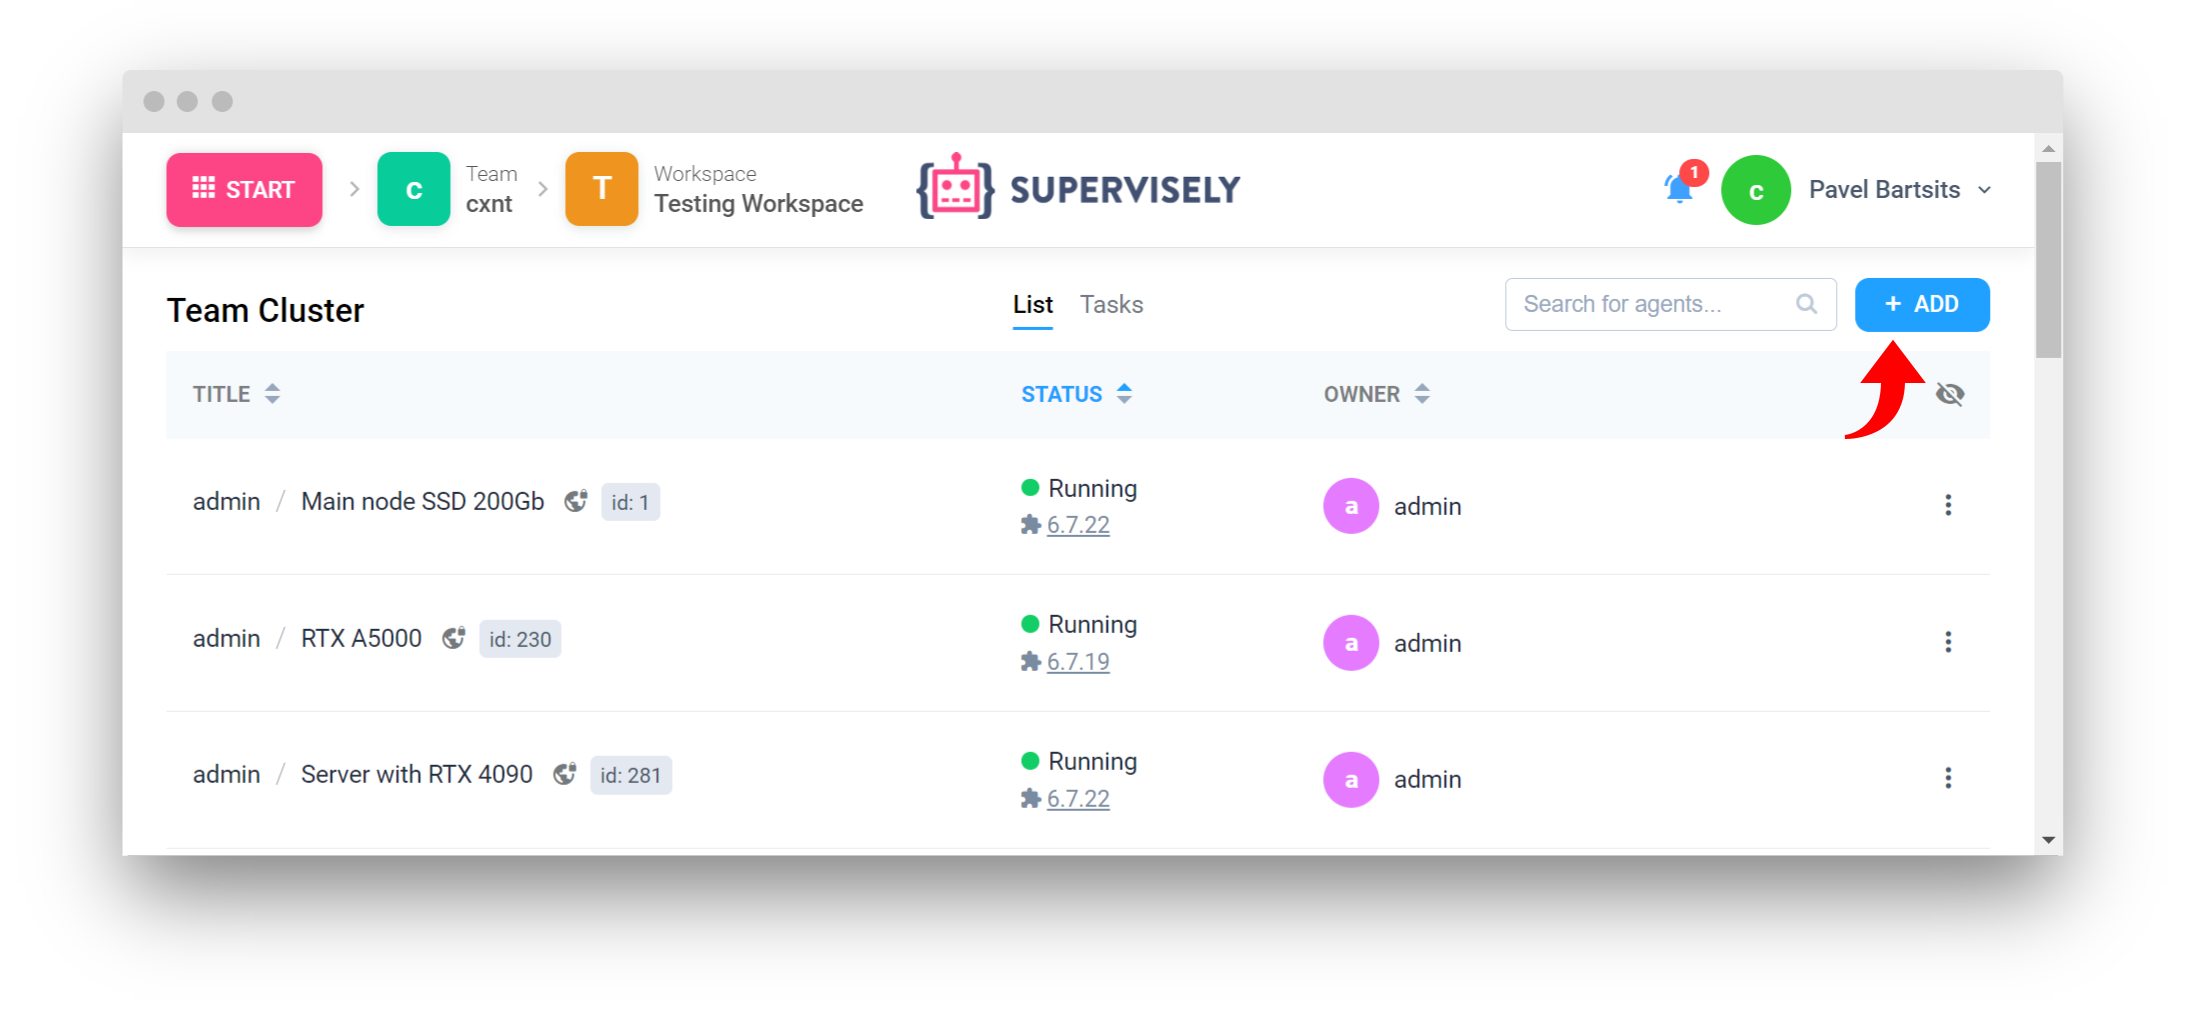 START
c
Team
cxnt
T
Workspace
Testing Workspace
SUPERVISELY
1
c
Pavel Bartsits
Team Cluster
List Tasks
Search for agents...
+ ADD
TITLE STATUS OWNER
admin / Main node SSD 200Gb id: 1
Running
6.7.22
a admin
admin / RTX A5000 id: 230
Running
6.7.19
a admin
admin / Server with RTX 4090 id: 281
Running
6.7.22
a admin